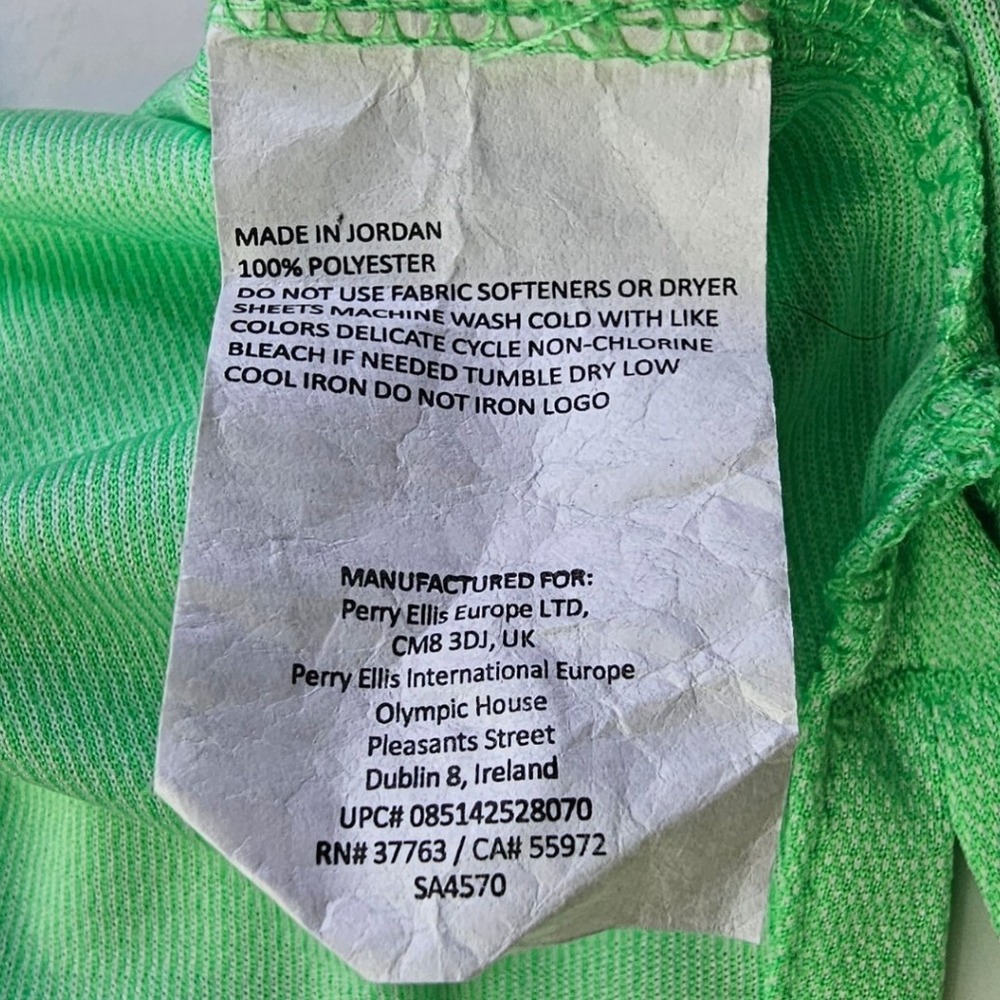 MADE IN JORDAN
100% POLYESTER
DO NOT USE FABRIC SOFTENERS OR DRYER
SHEETS MACHINE WASH COLD WITH LIKE
COLORS DELICATE CYCLE NON-CHLORINE
BLEACH IF NEEDED TUMBLE DRY LOW
COOL IRON DO NOT IRON LOGO
MANUFACTURED FOR:
Perry Ellis Europe LTD,
CM8 3DJ, UK
Perry Ellis International Europe
Olympic House
Pleasants Street
Dublin 8, Ireland
UPC# 085142528070
RN# 37763 / CA# 55972
SA4570